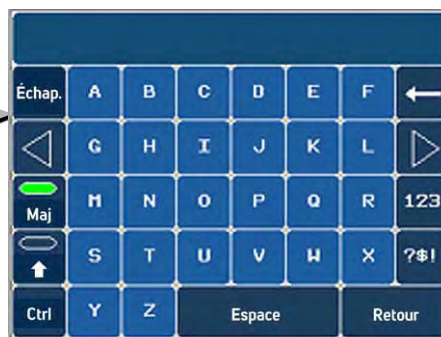 Échap. A B C D E F
G H I J K L
Maj M N O P Q R 123
S T U V W X ?$!
Ctrl Y Z Espace Retour